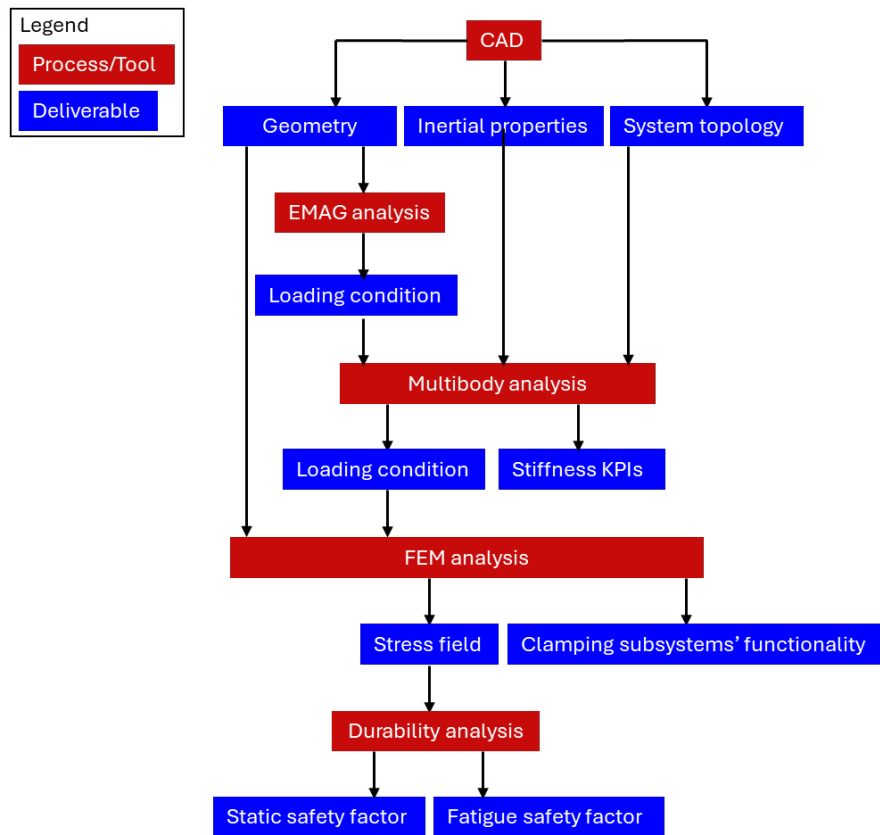 Legend
Process/Tool
Deliverable
CAD
Geometry
Inertial properties
System topology
EMAG analysis
Loading condition
Multibody analysis
Loading condition
Stiffness KPIs
FEM analysis
Stress field
Clamping subsystems’ functionality
Durability analysis
Static safety factor
Fatigue safety factor